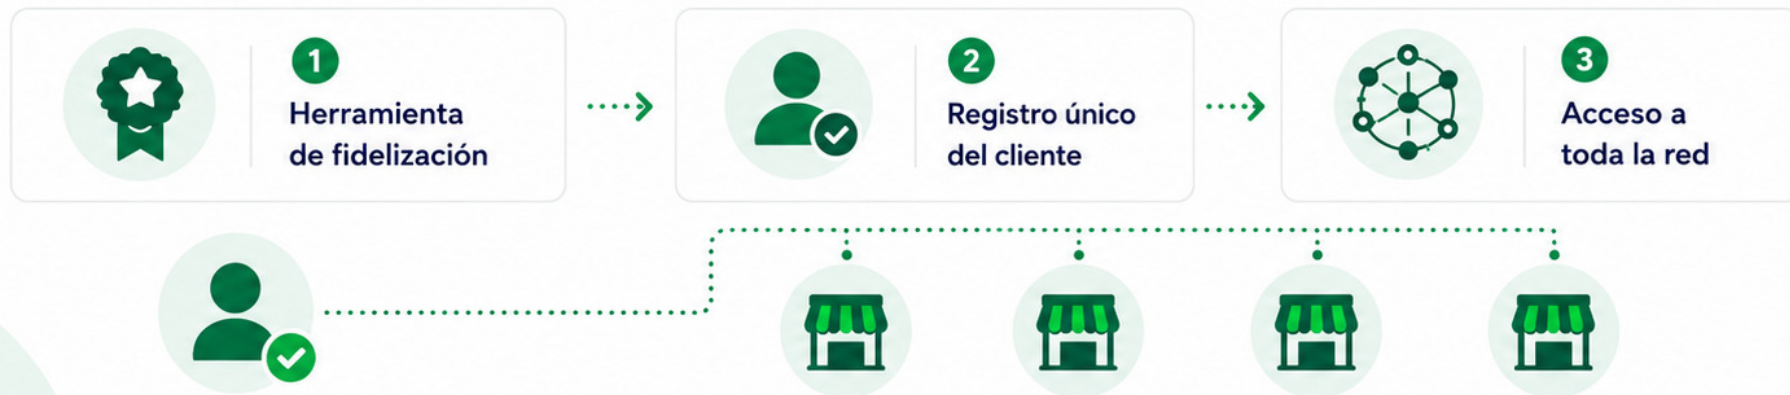 1
Herramienta
de fidelización
2
Registro único
del cliente
3
Acceso a
toda la red